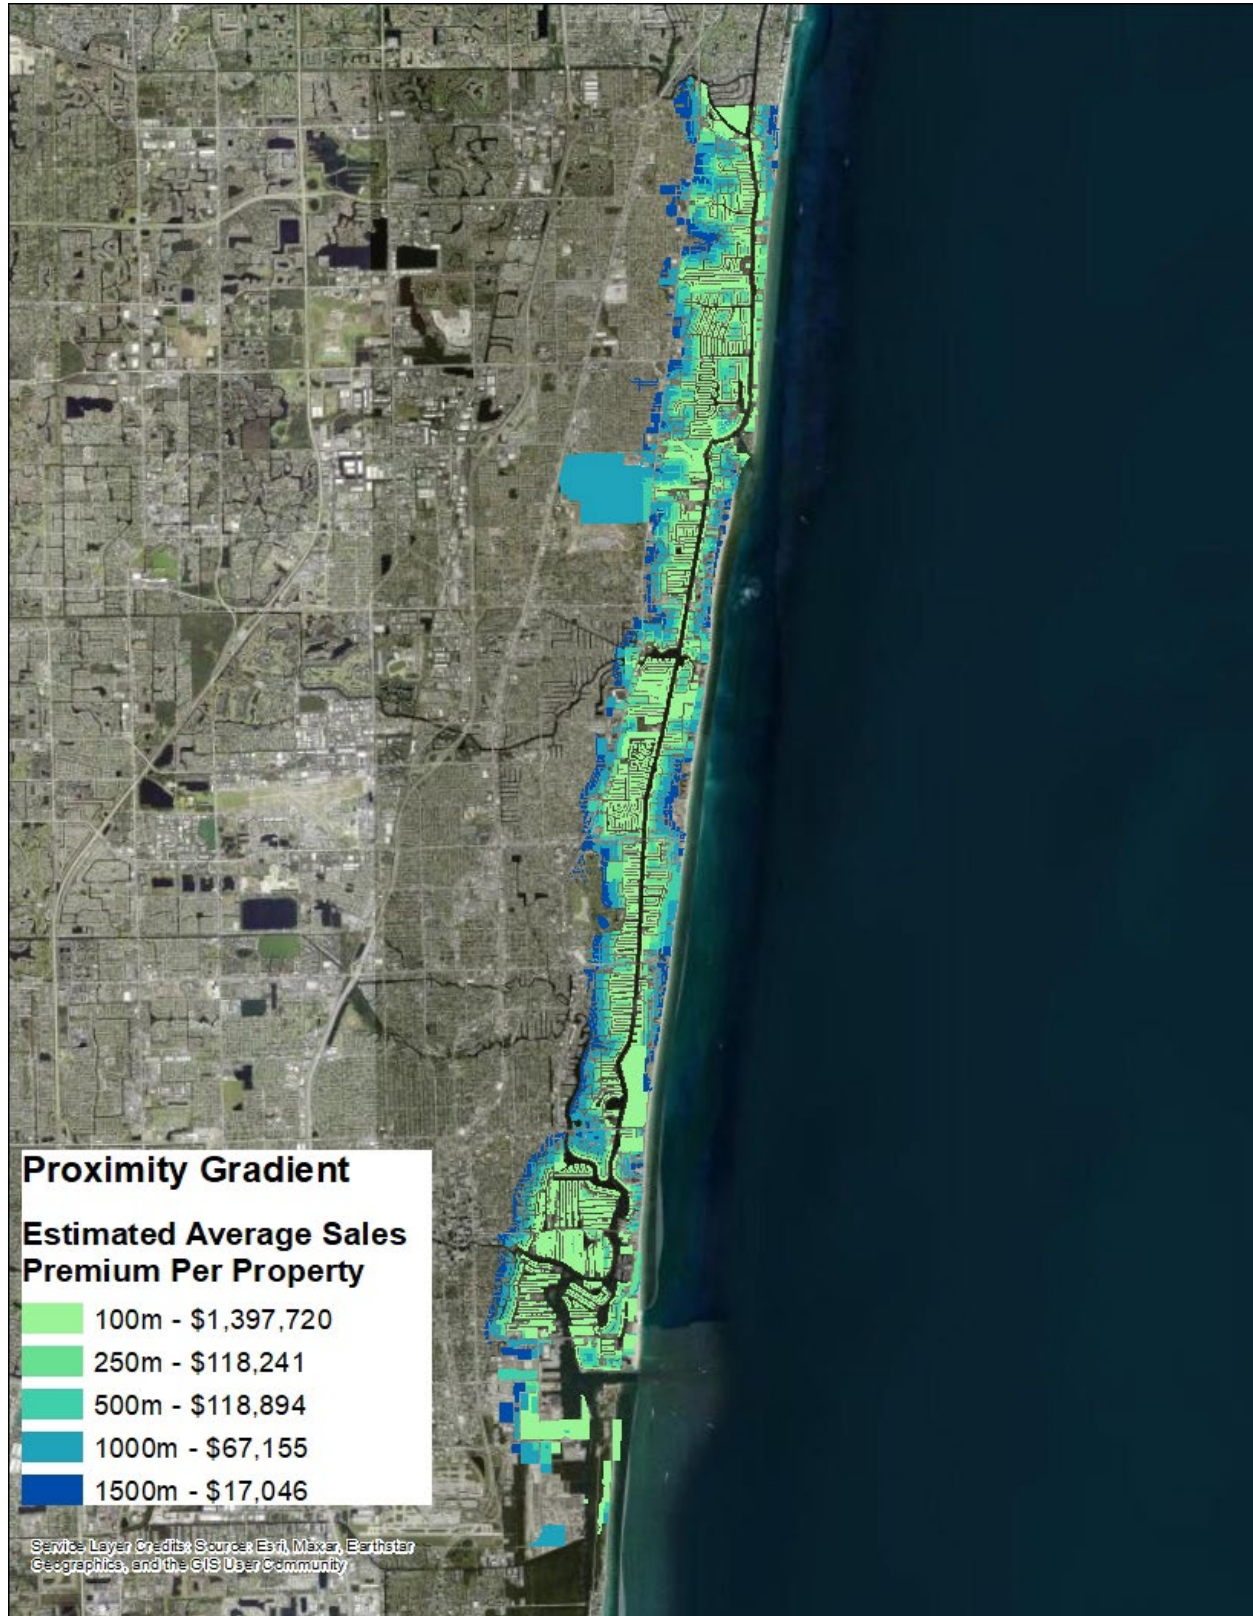 Proximity Gradient
Estimated Average Sales
Premium Per Property
100m - $1,397,720
250m - $118,241
500m - $118,894
1000m - $67,155
1500m - $17,046
Service Layer Credits: Source: Esri, Maxar, Earthstar
Geographics, and the GIS User Community